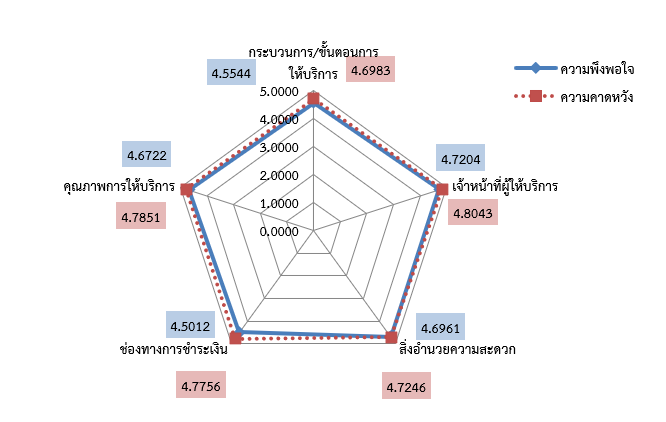 กระบวนการ/ขั้นตอนการ
ให้บริการ
4.5544
4.6983
ความพึงพอใจ
ความคาดหวัง
5.0000
4.0000
3.0000
2.0000
1.0000
0.0000
4.6722
4.7204
คุณภาพการให้บริการ
เจ้าหน้าที่ผู้ให้บริการ
4.7851
4.8043
4.5012
4.6961
ช่องทางการชำระเงิน
สิ่งอำนวยความสะดวก
4.7756
4.7246